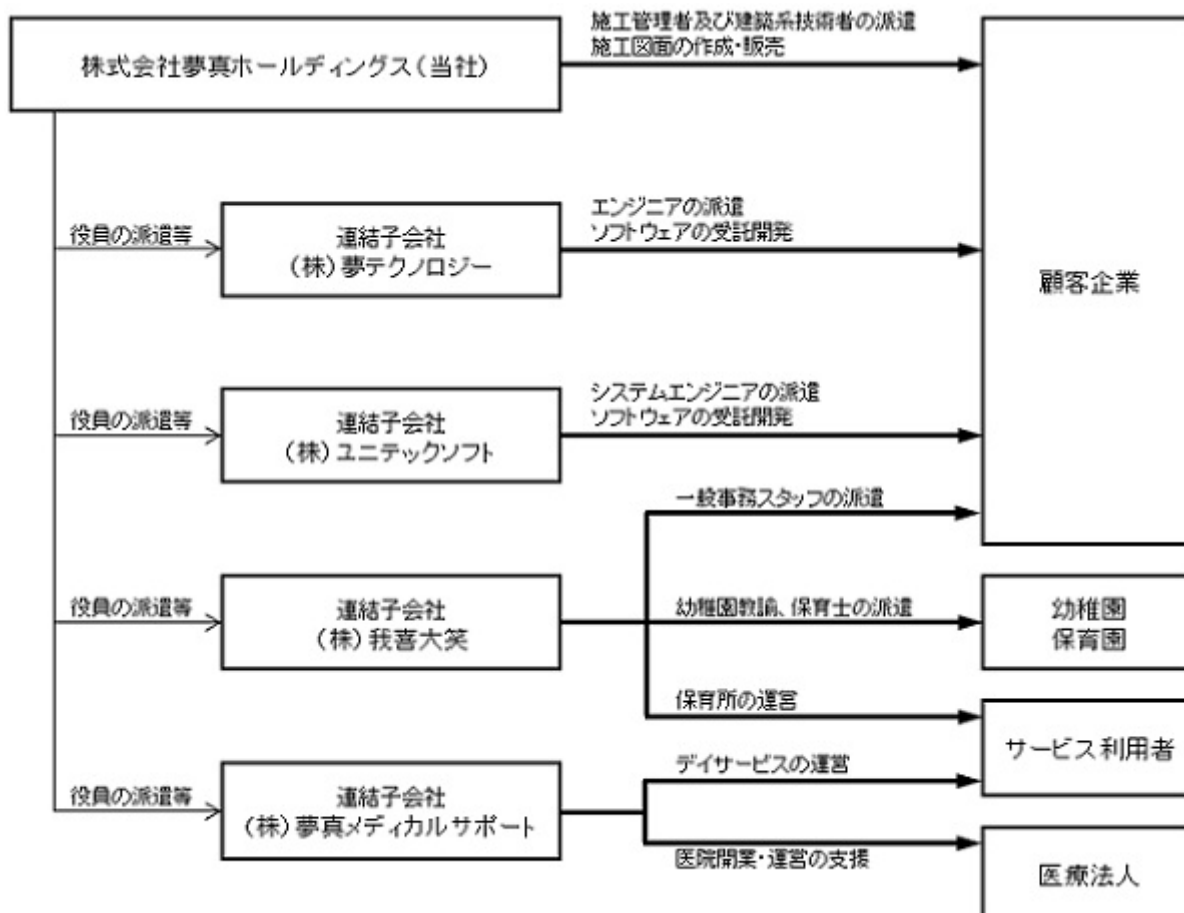 株式会社夢真ホールディングス（当社）
施工管理者及び建築系技術者の派遣
施工図面の作成・販売
顧客企業
役員の派遣等
連結子会社
（株）夢テクノロジー
エンジニアの派遣
ソフトウェアの受託開発
役員の派遣等
連結子会社
（株）ユニテックソフト
システムエンジニアの派遣
ソフトウェアの受託開発
役員の派遣等
連結子会社
（株）我喜大笑
一般事務スタッフの派遣
幼稚園教諭、保育士の派遣
幼稚園
保育園
保育所の運営
サービス利用者
役員の派遣等
連結子会社
（株）夢真メディカルサポート
デイサービスの運営
医院開業・運営の支援
医療法人